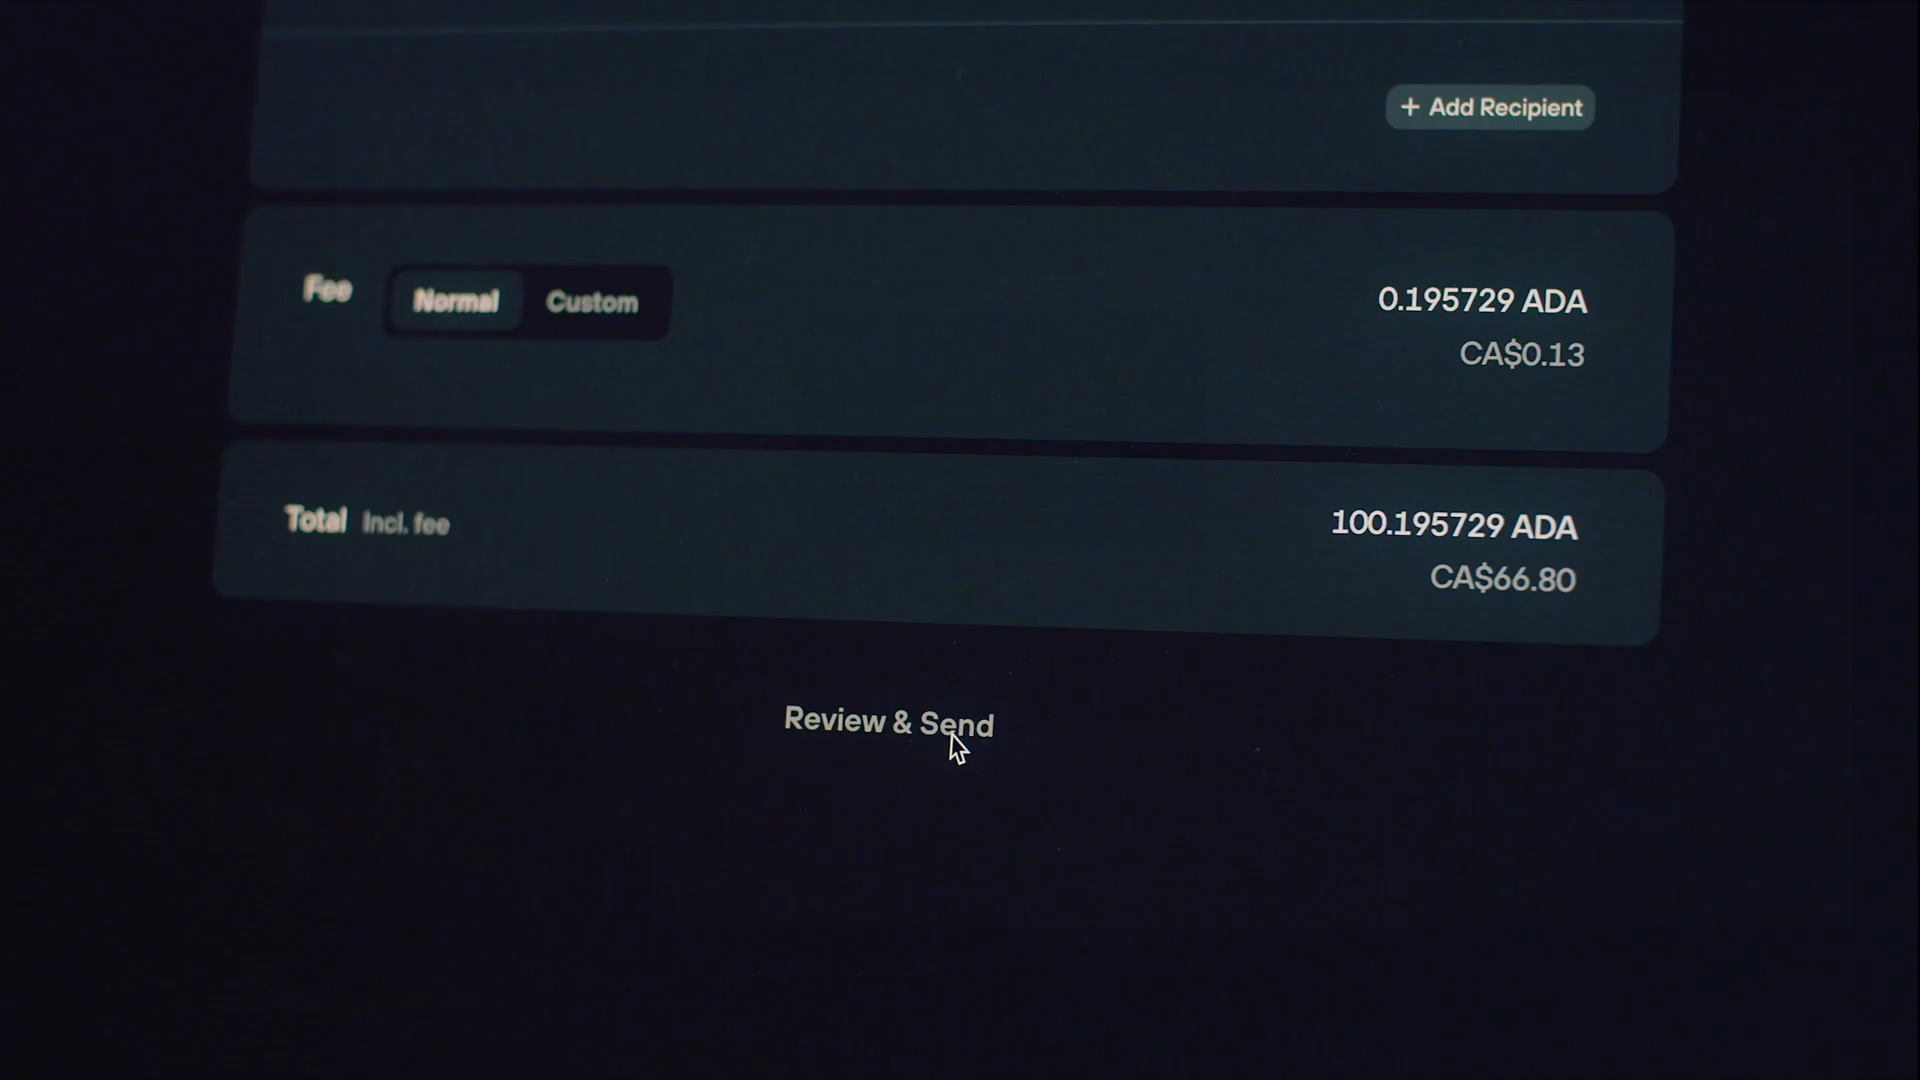 + Add Recipient
Fee Normal Custom 0.195729 ADA
CA$0.13
Total Incl. fee 100.195729 ADA
CA$66.80
Review & Send